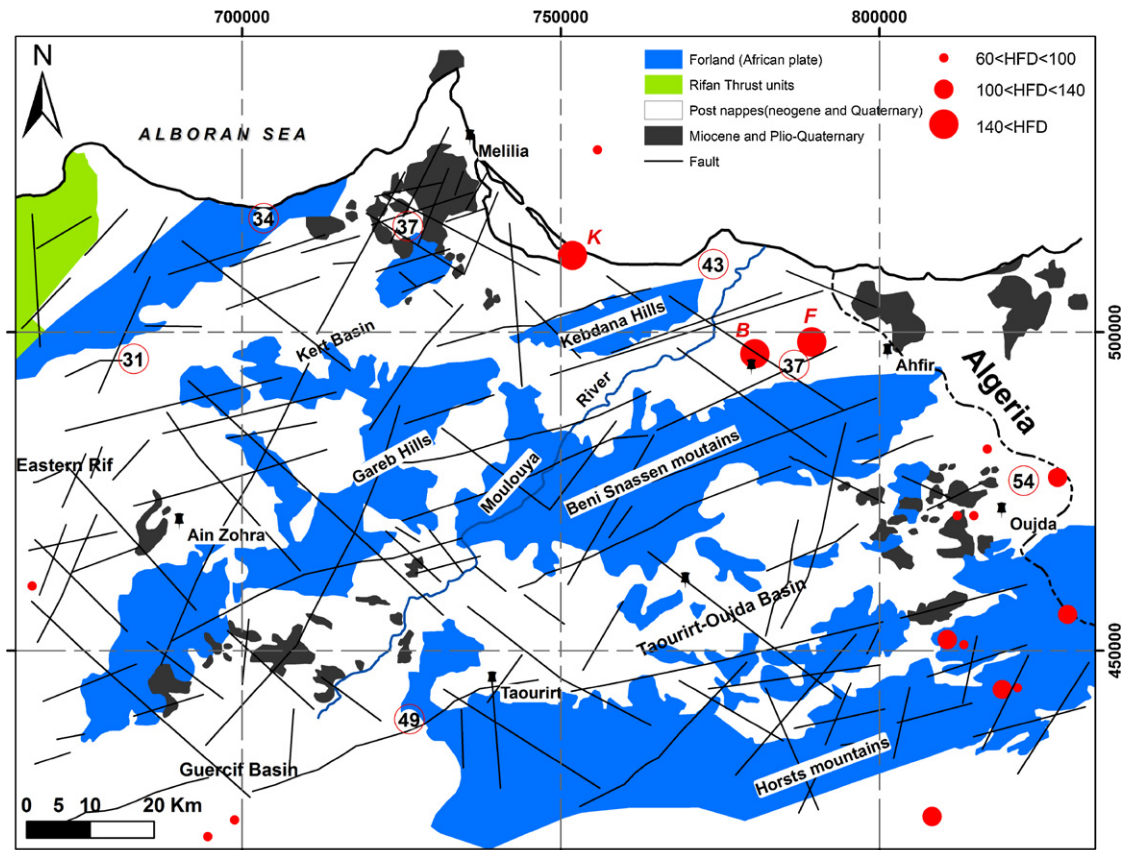 700000
750000
800000
N
ALBORAN SEA
Forland (African plate)
Rifan Thrust units
Post nappes(neogene and Quaternary)
Miocene and Plio-Quaternary
Fault
60<HFD<100
100<HFD<140
140<HFD
Melilia
34
37
K
43
500000
Kebdana Hills
B
F
Kert Basin
31
37
Ahfir
Algeria
River
Eastern Rif
Gareb Hills
Moulouya
Beni Snassen moutains
54
Oujda
Ain Zohra
Taourirt-Oujda Basin
450000
Taourirt
49
Guercif Basin
Horsts mountains
0 5 10 20 Km